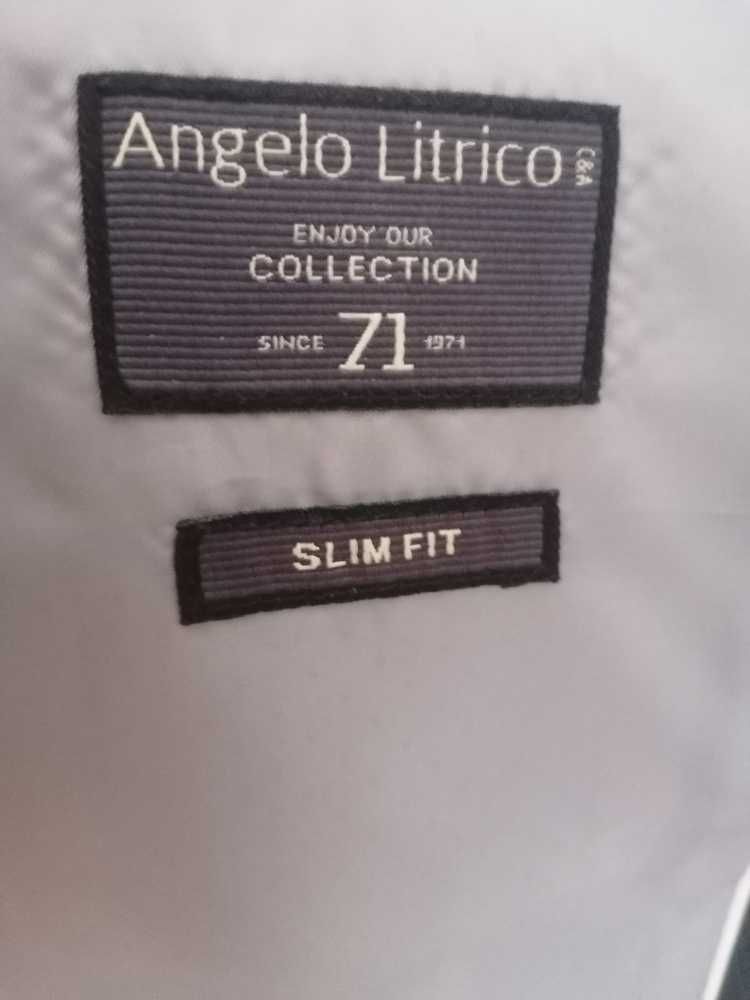 Angelo Litrico C&A
ENJOY OUR
COLLECTION
SINCE 71 1971
SLIM FIT